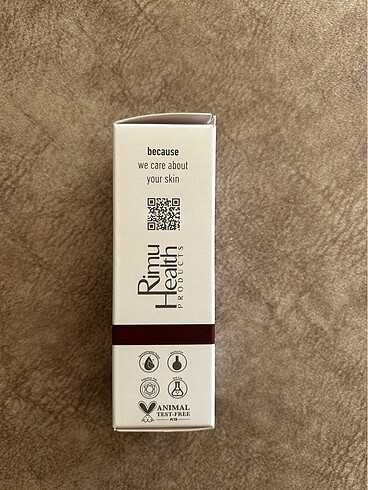 because
we care about
your skin
Rimu
Health
PRODUCTS
ANIMAL
TEST-FREE